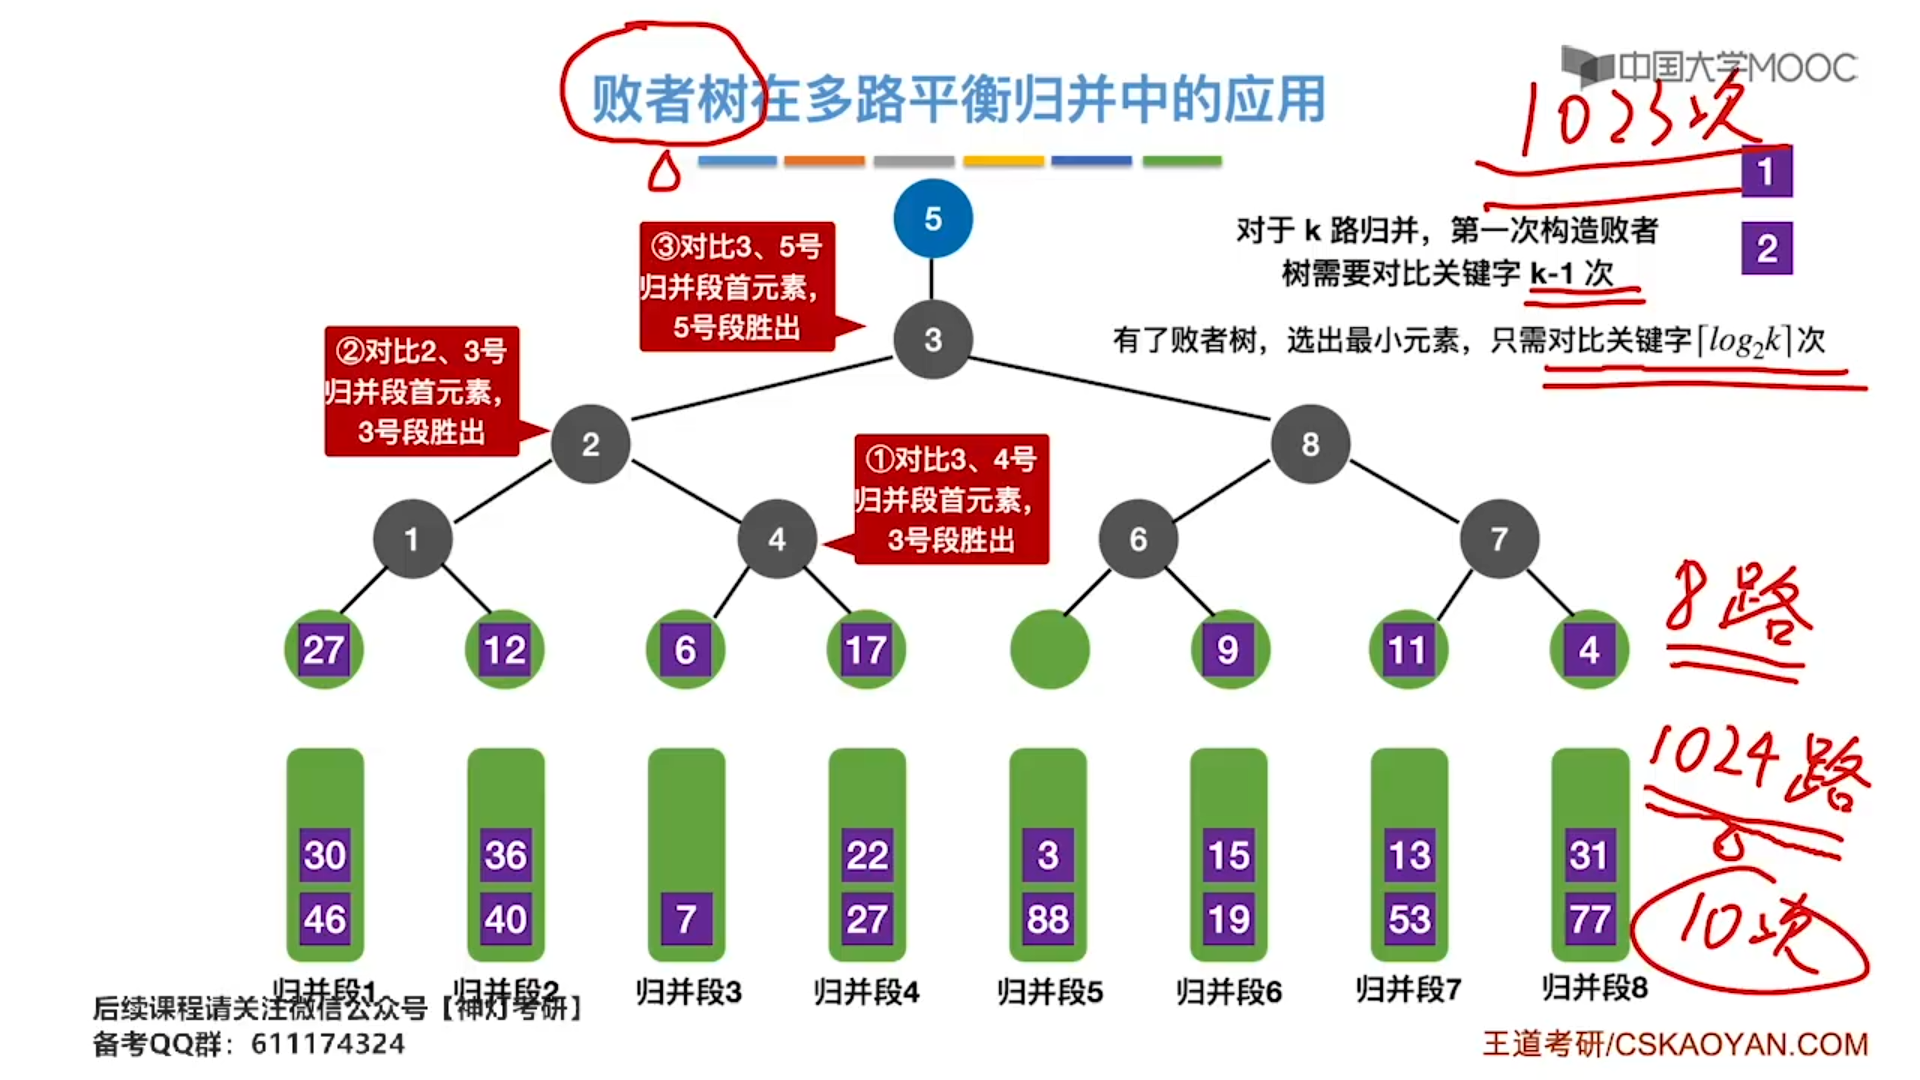 败者树在多路平衡归并中的应用
中国大学MOOC
1023次
1
2
5
③对比3、5号
归并段首元素，
5号段胜出
对于 k 路归并，第一次构造败者
树需要对比关键字 k-1 次
有了败者树，选出最小元素，只需对比关键字⌈log₂k⌉次
3
②对比2、3号
归并段首元素，
3号段胜出
2
8
①对比3、4号
归并段首元素，
3号段胜出
1
4
6
7
8路
27 12 6 17 9 11 4
1024路
30 36 22 3 15 13 31
46 40 7 27 88 19 53 77
10次
归并段1 归并段2 归并段3 归并段4 归并段5 归并段6 归并段7 归并段8
后续课程请关注微信公众号【神灯考研】
备考QQ群：611174324
王道考研/CSKAOYAN.COM